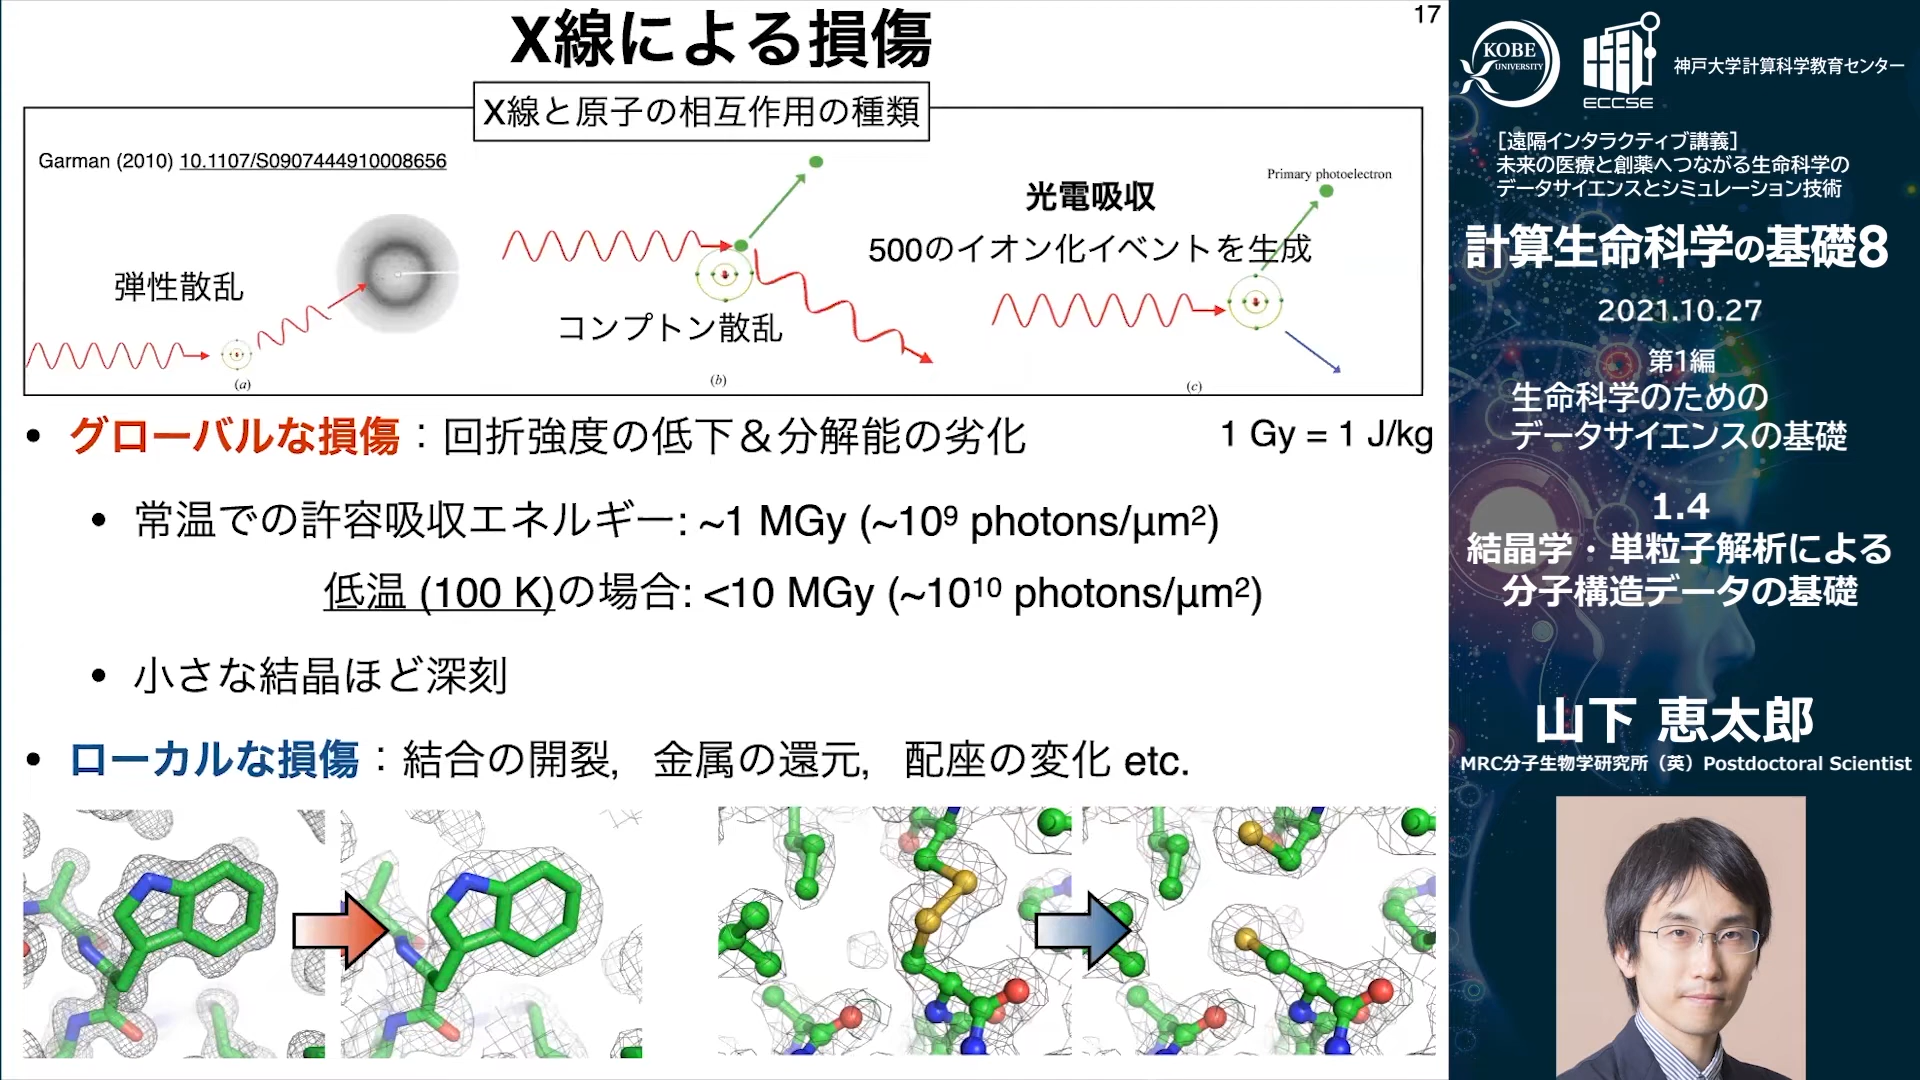 X線による損傷
17
X線と原子の相互作用の種類
Garman (2010) 10.1107/S0907444910008656
弾性散乱
(a)
コンプトン散乱
(b)
光電吸収
500のイオン化イベントを生成
Primary photoelectron
(c)
• グローバルな損傷：回折強度の低下＆分解能の劣化
1 Gy = 1 J/kg
• 常温での許容吸収エネルギー: ~1 MGy (~10⁹ photons/µm²)
低温 (100 K)の場合: <10 MGy (~10¹⁰ photons/µm²)
• 小さな結晶ほど深刻
• ローカルな損傷：結合の開裂，金属の還元，配座の変化 etc.
KOBE
UNIVERSITY
ECCSE
神戸大学計算科学教育センター
［遠隔インタラクティブ講義］
未来の医療と創薬へつながる生命科学の
データサイエンスとシミュレーション技術
計算生命科学の基礎8
2021.10.27
第1編
生命科学のための
データサイエンスの基礎
1.4
結晶学・単粒子解析による
分子構造データの基礎
山下 恵太郎
MRC分子生物学研究所（英）Postdoctoral Scientist